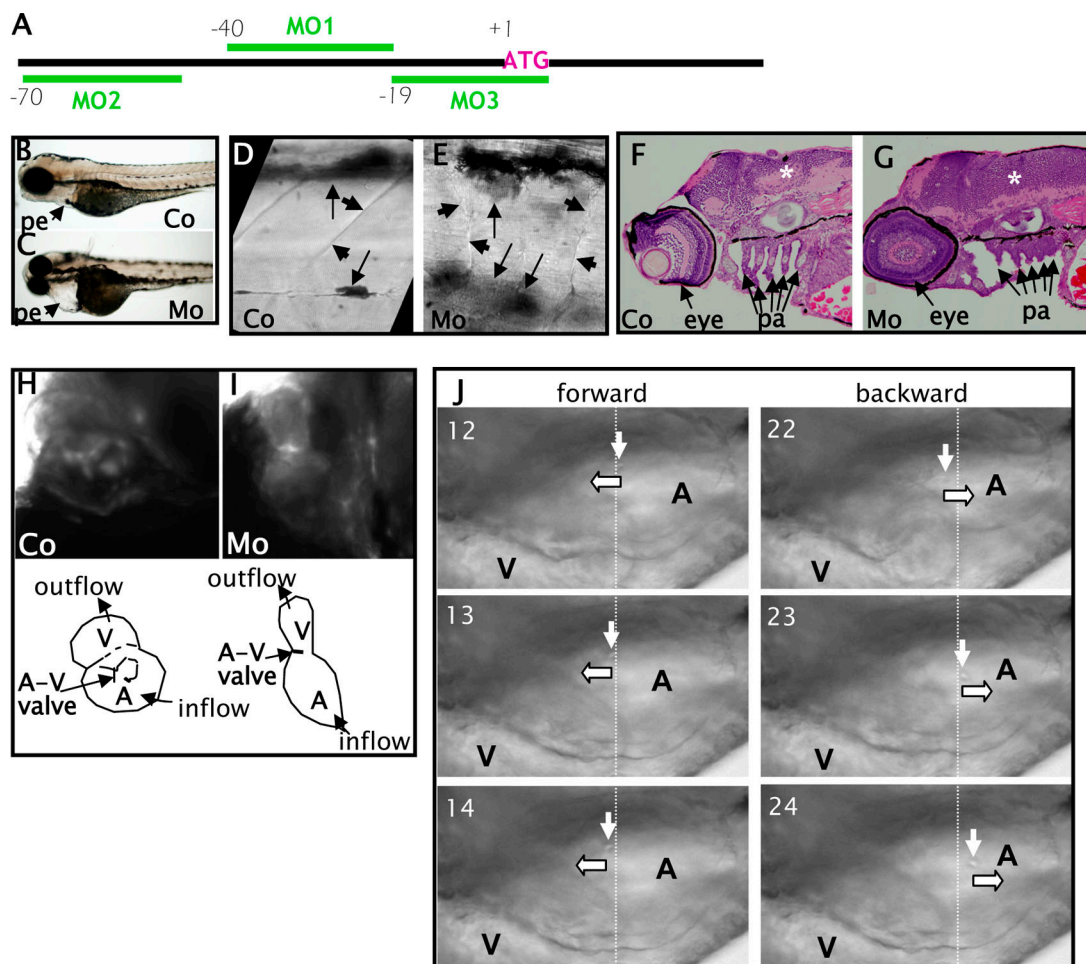 A
-40
MO1
+1
ATG
-70
MO2
-19
MO3
B
pe
Co
C
pe
Mo
D
Co
E
Mo
F
*
Co
eye
pa
G
*
Mo
eye
pa
H
Co
I
Mo
outflow
V
A-V
valve
A
inflow
outflow
V
A-V
valve
A
inflow
J
forward
backward
12
A
V
22
A
V
13
A
V
23
A
V
14
A
V
24
A
V